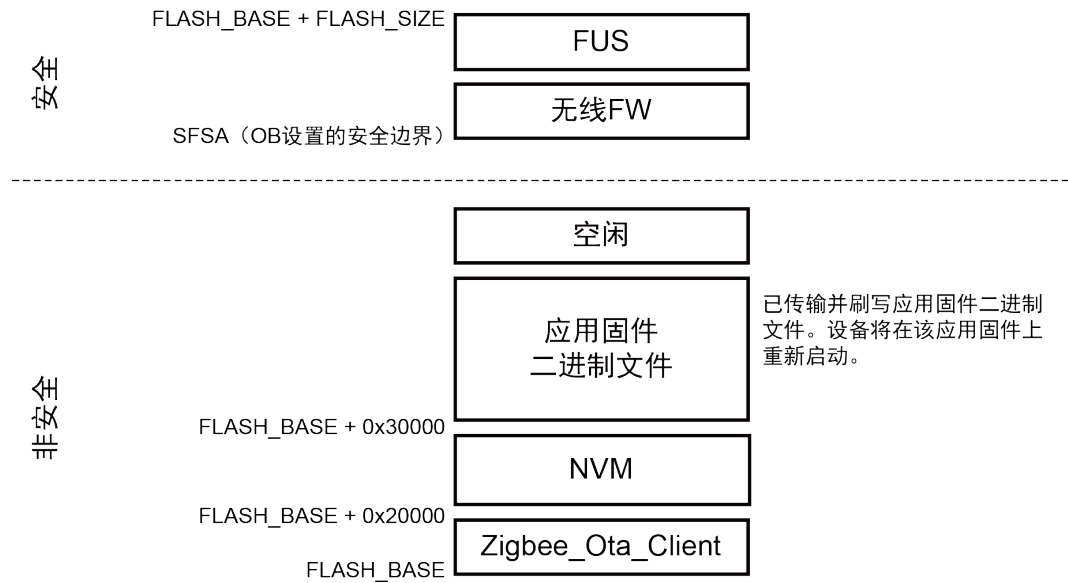 FLASH_BASE + FLASH_SIZE
FUS
安全
无线FW
SFSA（OB设置的安全边界）
空闲
应用固件
二进制文件
已传输并刷写应用固件二进制
文件。设备将在该应用固件上
重新启动。
非安全
FLASH_BASE + 0x30000
NVM
FLASH_BASE + 0x20000
Zigbee_Ota_Client
FLASH_BASE